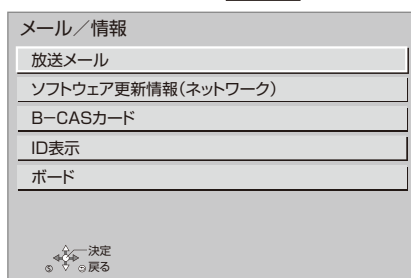 メール／情報
放送メール
ソフトウェア更新情報(ネットワーク)
B－CASカード
ID表示
ボード
決定
戻る